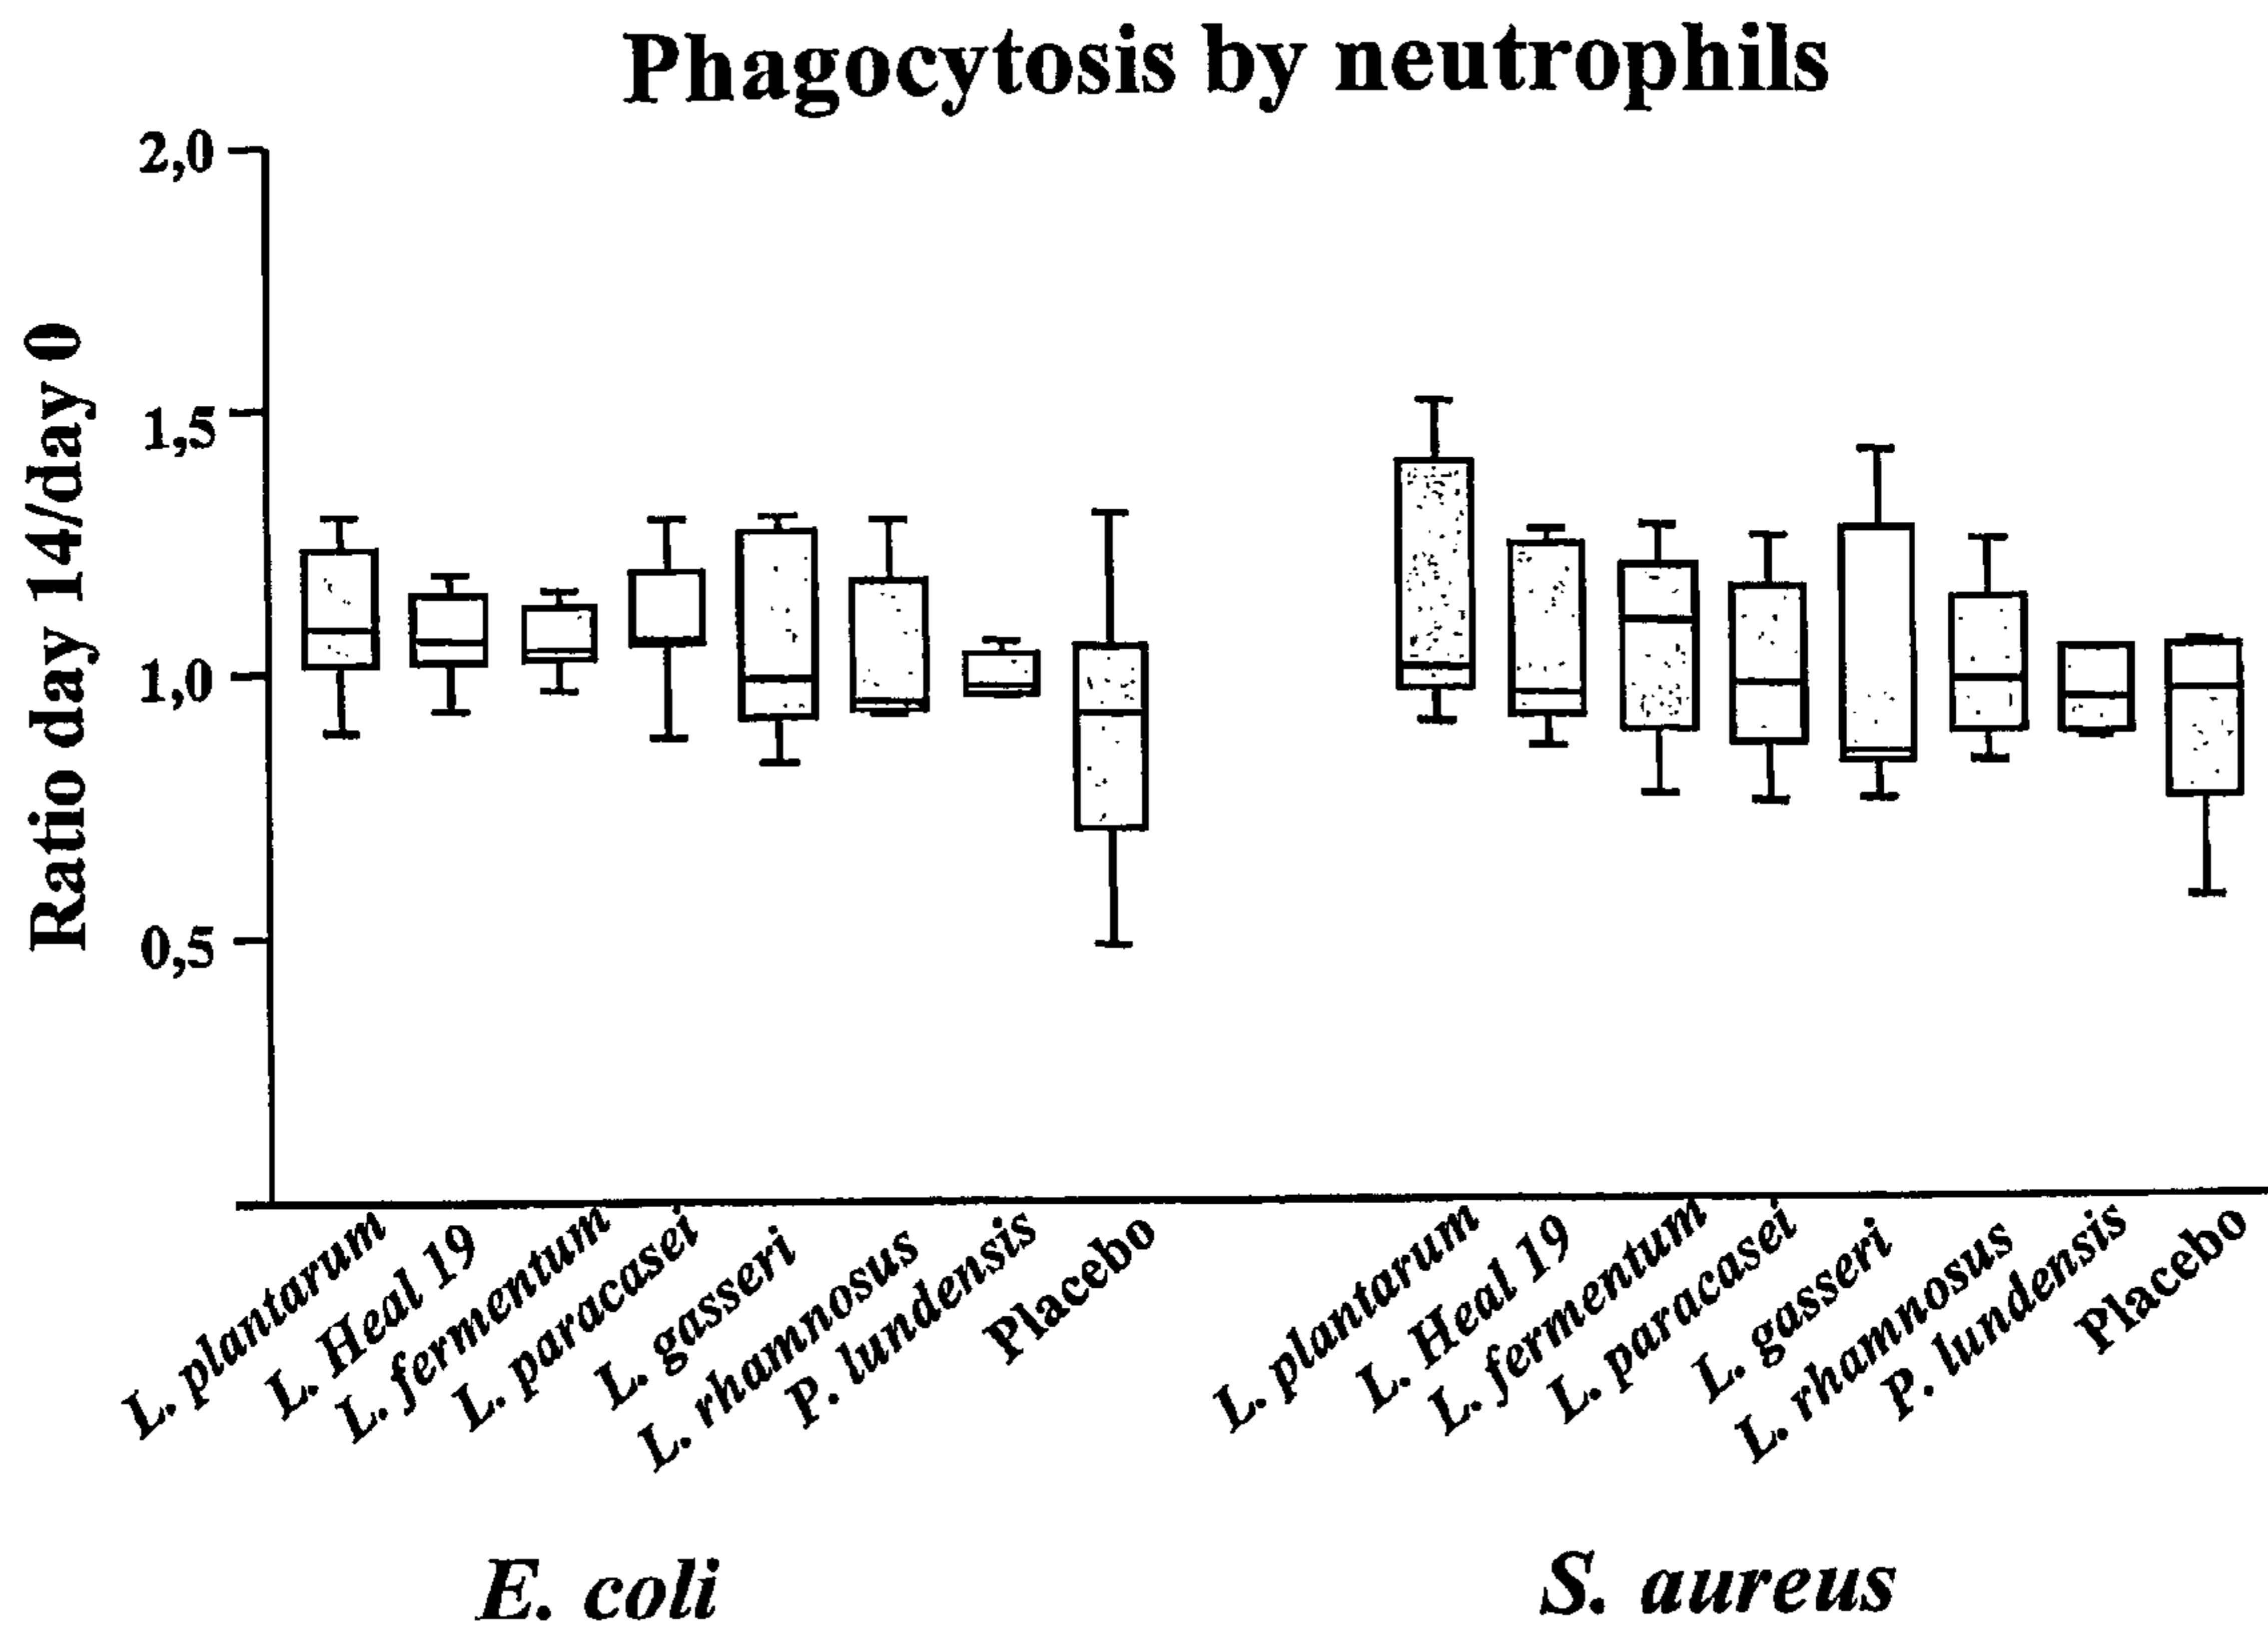 Phagocytosis by neutrophils
Ratio day 14/day 0
2,0
1,5
1,0
0,5
L. plantarum
L. Heal 19
L. fermentum
L. paracasei
L. gasseri
L. rhamnosus
P. lundensis
Placebo
L. plantarum
L. Heal 19
L. fermentum
L. paracasei
L. gasseri
L. rhamnosus
P. lundensis
Placebo
E. coli
S. aureus